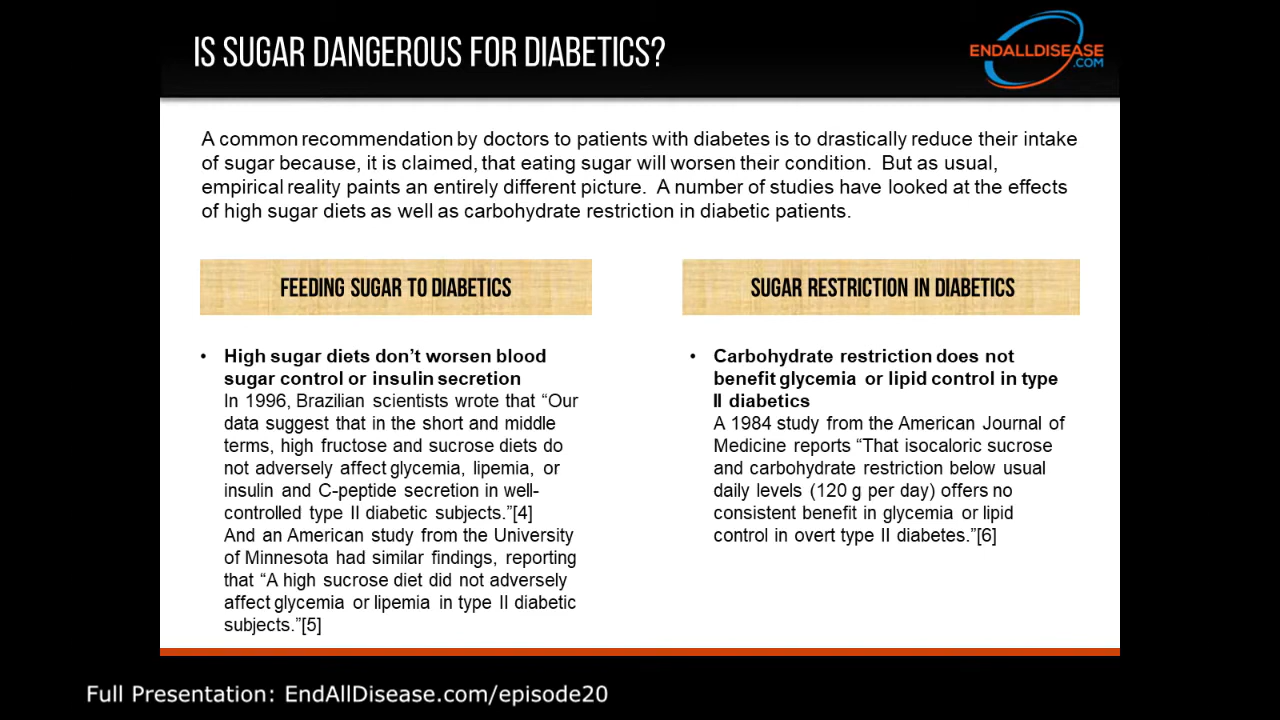 IS SUGAR DANGEROUS FOR DIABETICS?
ENDALLDISEASE
.COM
A common recommendation by doctors to patients with diabetes is to drastically reduce their intake
of sugar because, it is claimed, that eating sugar will worsen their condition.  But as usual,
empirical reality paints an entirely different picture.  A number of studies have looked at the effects
of high sugar diets as well as carbohydrate restriction in diabetic patients.
FEEDING SUGAR TO DIABETICS
• High sugar diets don’t worsen blood
sugar control or insulin secretion
In 1996, Brazilian scientists wrote that “Our
data suggest that in the short and middle
terms, high fructose and sucrose diets do
not adversely affect glycemia, lipemia, or
insulin and C-peptide secretion in well-
controlled type II diabetic subjects.”[4]
And an American study from the University
of Minnesota had similar findings, reporting
that “A high sucrose diet did not adversely
affect glycemia or lipemia in type II diabetic
subjects.”[5]
SUGAR RESTRICTION IN DIABETICS
• Carbohydrate restriction does not
benefit glycemia or lipid control in type
II diabetics
A 1984 study from the American Journal of
Medicine reports “That isocaloric sucrose
and carbohydrate restriction below usual
daily levels (120 g per day) offers no
consistent benefit in glycemia or lipid
control in overt type II diabetes.”[6]
Full Presentation: EndAllDisease.com/episode20